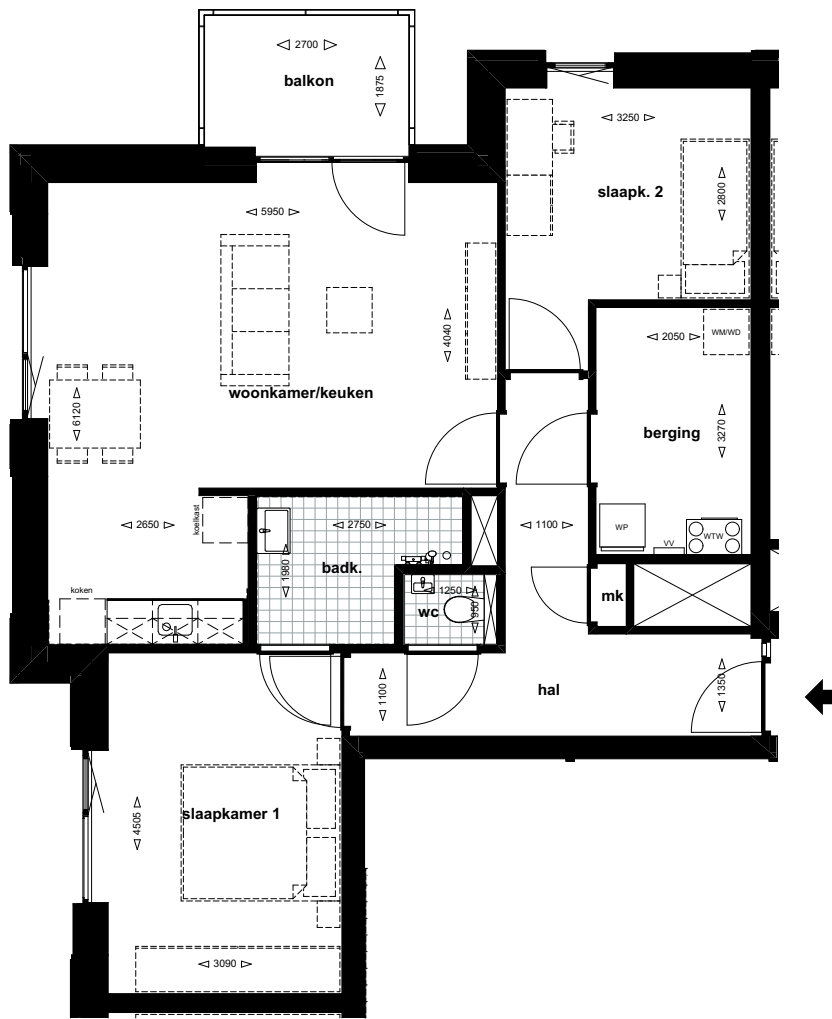 2700
balkon
1875
3250
slaapk. 2
2800
5950
4040
2050
WM/WD
woonkamer/keuken
6120
berging
3270
koelkast
2650
2750
1100
WP
VV
WTW
1980
badk.
koken
1250
wc
950
mk
1100
hal
1350
slaapkamer 1
4505
3090